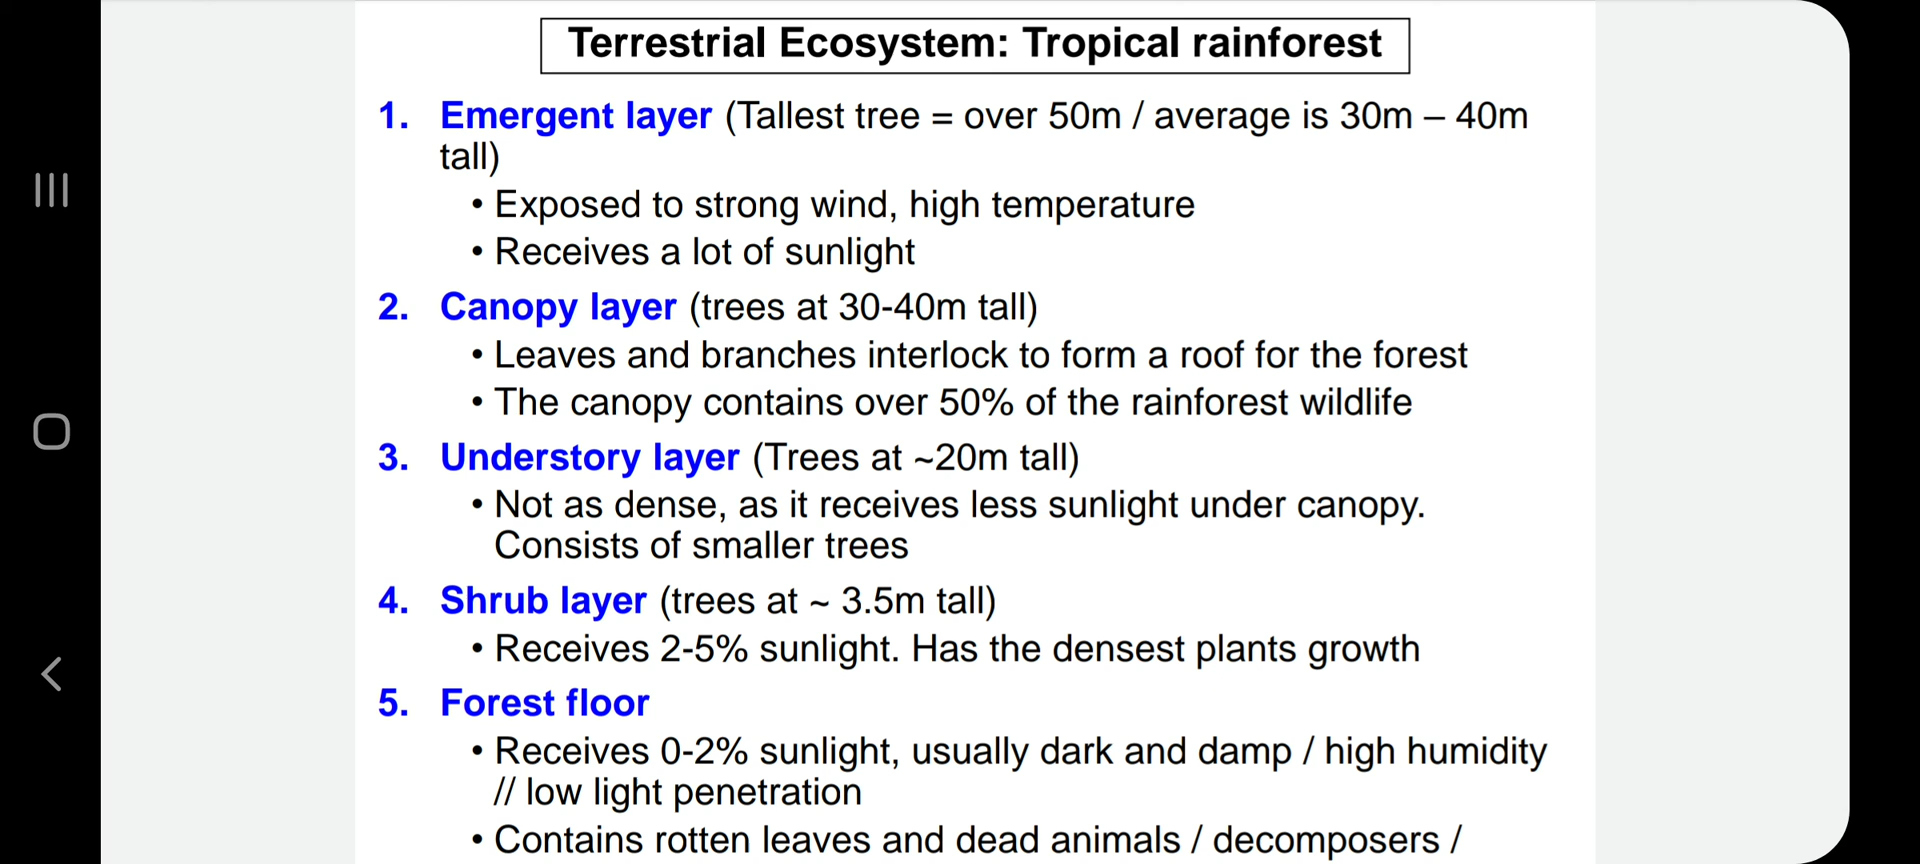 Terrestrial Ecosystem: Tropical rainforest
1. Emergent layer (Tallest tree = over 50m / average is 30m – 40m
tall)
• Exposed to strong wind, high temperature
• Receives a lot of sunlight
2. Canopy layer (trees at 30-40m tall)
• Leaves and branches interlock to form a roof for the forest
• The canopy contains over 50% of the rainforest wildlife
3. Understory layer (Trees at ~20m tall)
• Not as dense, as it receives less sunlight under canopy.
Consists of smaller trees
4. Shrub layer (trees at ~ 3.5m tall)
• Receives 2-5% sunlight. Has the densest plants growth
5. Forest floor
• Receives 0-2% sunlight, usually dark and damp / high humidity
// low light penetration
• Contains rotten leaves and dead animals / decomposers /